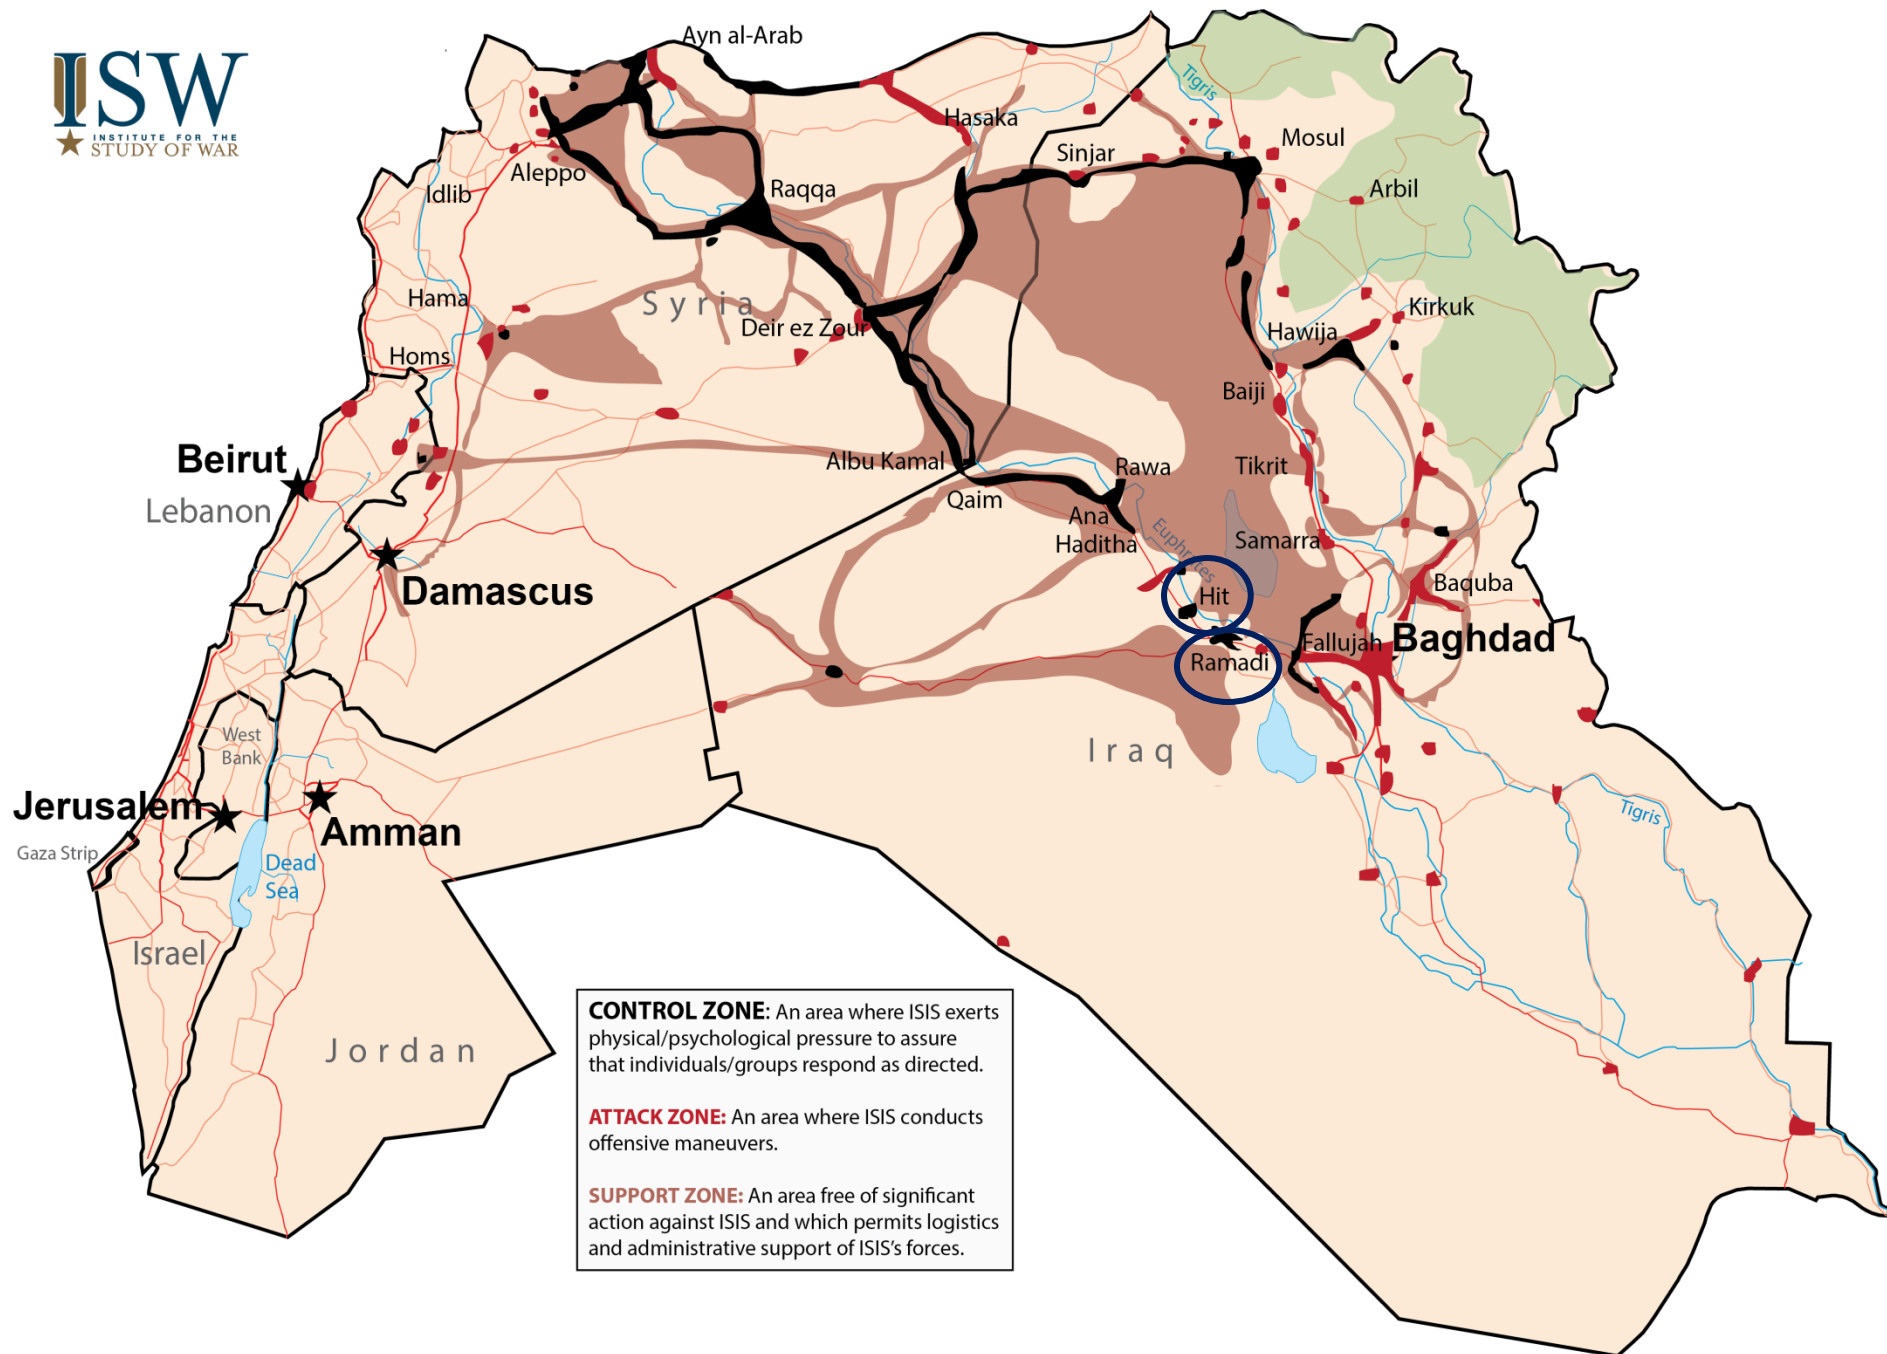 ISW
INSTITUTE FOR THE
STUDY OF WAR
Ayn al-Arab
Tigris
Hasaka
Mosul
Sinjar
Aleppo
Idlib
Raqqa
Arbil
Hama
Syria
Deir ez Zour
Kirkuk
Hawija
Homs
Baiji
Beirut
Lebanon
Albu Kamal
Rawa
Tikrit
Qaim
Ana
Haditha
Euphrates
Samarra
Damascus
Hit
Baquba
Fallujah
Baghdad
Ramadi
West
Bank
Iraq
Jerusalem
Amman
Tigris
Gaza Strip
Dead
Sea
Israel
Jordan
CONTROL ZONE: An area where ISIS exerts
physical/psychological pressure to assure
that individuals/groups respond as directed.
ATTACK ZONE: An area where ISIS conducts
offensive maneuvers.
SUPPORT ZONE: An area free of significant
action against ISIS and which permits logistics
and administrative support of ISIS's forces.